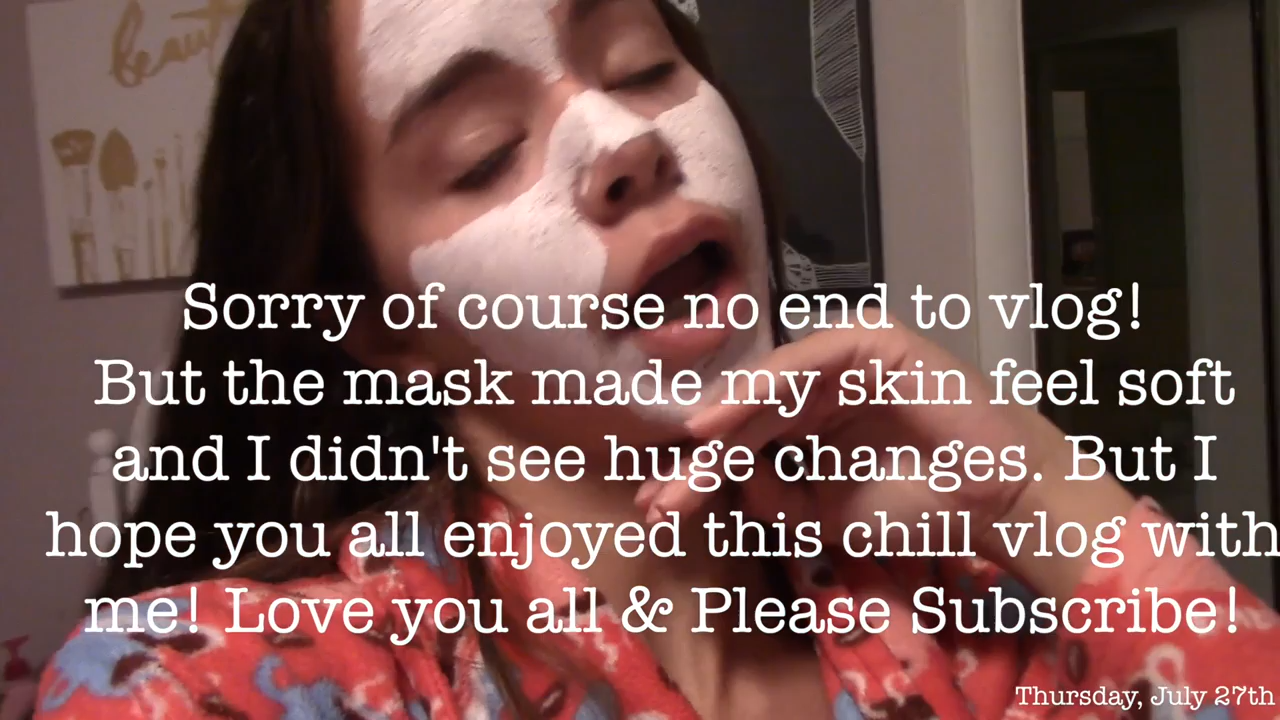 beaut
Sorry of course no end to vlog!
But the mask made my skin feel soft
and I didn't see huge changes. But I
hope you all enjoyed this chill vlog with
me! Love you all & Please Subscribe!
Thursday, July 27th